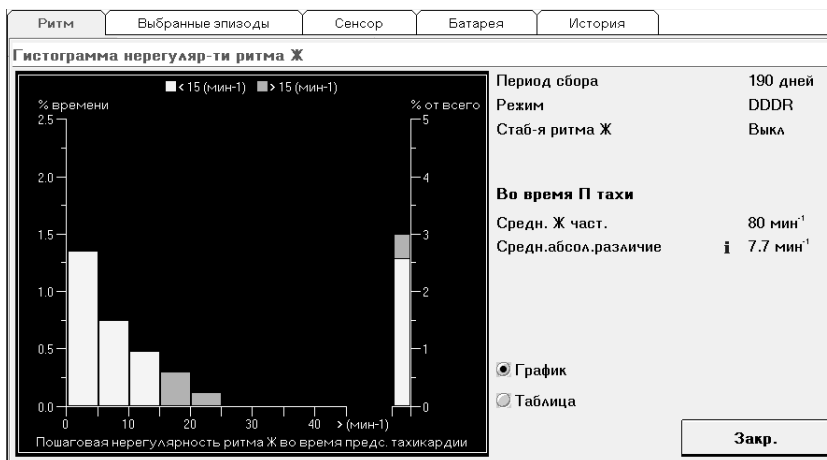 Ритм Выбранные эпизоды Сенсор Батарея История
Гистограмма нерегуляр-ти ритма Ж
< 15 (мин-1) > 15 (мин-1)
% времени % от всего
2.5 5
2.0 4
1.5 3
1.0 2
0.5 1
0.0 0
0 10 20 30 40 > (мин-1)
Пошаговая нерегулярность ритма Ж во время предс. тахикардии
Период сбора 190 дней
Режим DDDR
Стаб-я ритма Ж Выкл
Во время П тахи
Средн. Ж част. 80 мин⁻¹
Средн.абсол.различие i 7.7 мин⁻¹
График
Таблица
Закр.